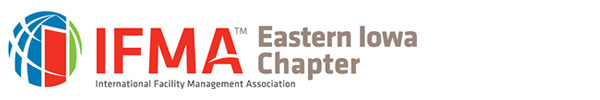 IFMA™ Eastern Iowa
Chapter
International Facility Management Association